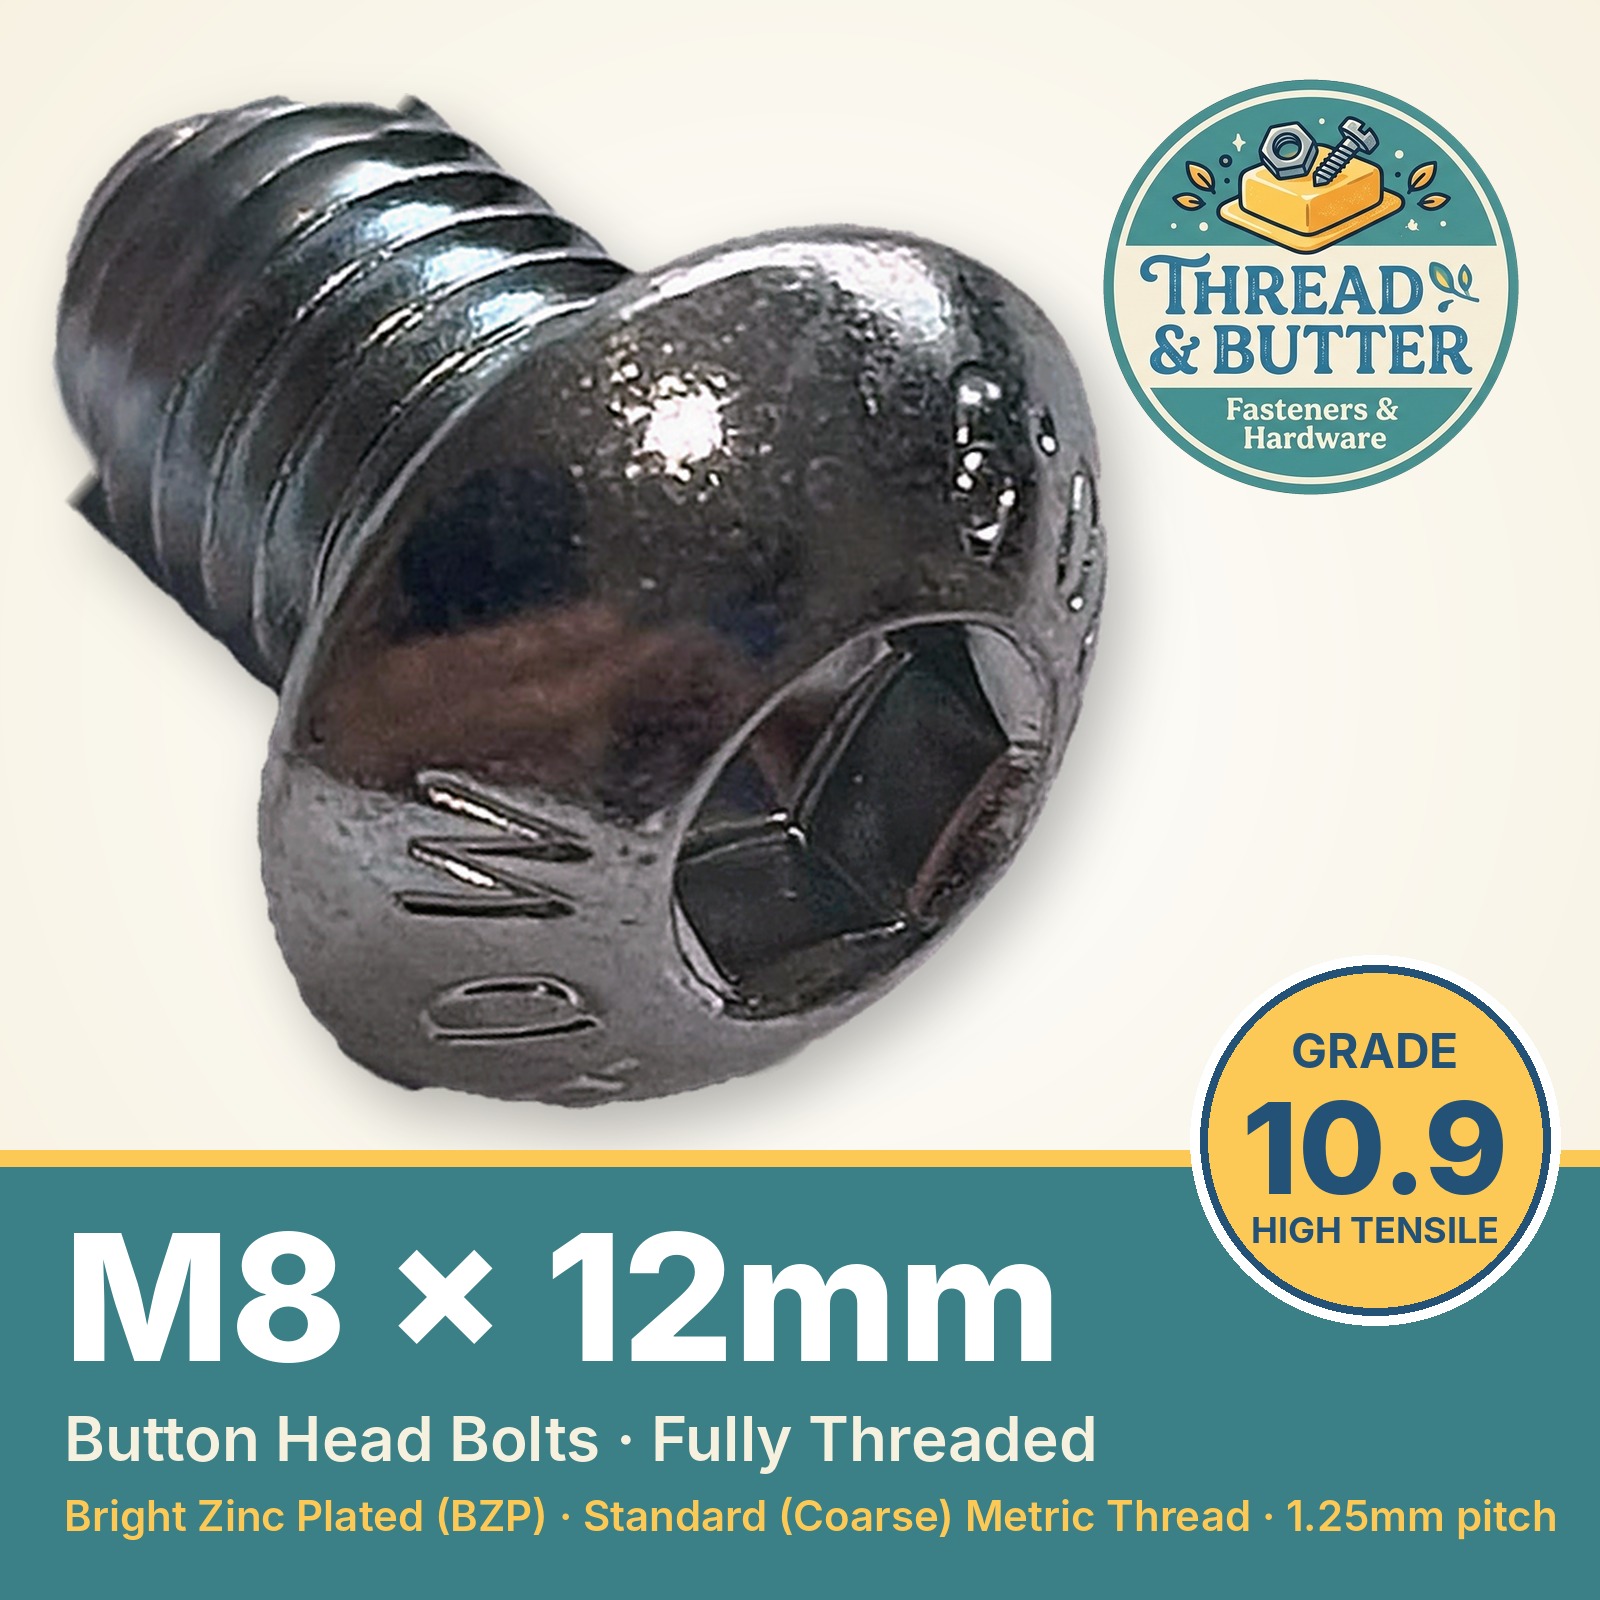 THREAD
& BUTTER
Fasteners &
Hardware
GRADE
10.9
HIGH TENSILE
M8 × 12mm
Button Head Bolts · Fully Threaded
Bright Zinc Plated (BZP) · Standard (Coarse) Metric Thread · 1.25mm pitch